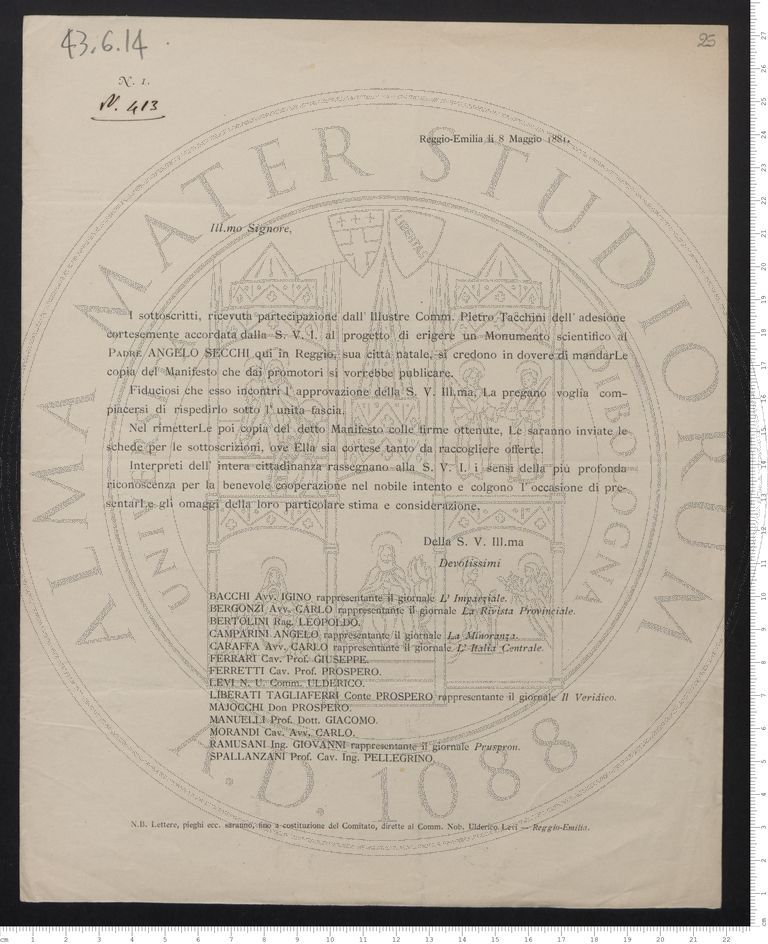 43.6.14
25
N. 1.
N. 413
Reggio-Emilia li 8 Maggio 1881.
Ill.mo Signore,
I sottoscritti, ricevuta partecipazione dall' Illustre Comm. Pietro Tacchini dell' adesione
cortesemente accordata dalla S. V. I. al progetto di erigere un Monumento scientifico al
PADRE ANGELO SECCHI qui in Reggio, sua città natale, si credono in dovere di mandarLe
copia del Manifesto che dai promotori si vorrebbe publicare.
Fiduciosi che esso incontri l' approvazione della S. V. Ill.ma, La pregano voglia com-
piacersi di rispedirlo sotto l' unita fascia.
Nel rimetterLe poi copia del detto Manifesto colle firme ottenute, Le saranno inviate le
schede per le sottoscrizioni, ove Ella sia cortese tanto da raccogliere offerte.
Interpreti dell' intera cittadinanza rassegnano alla S. V. I. i sensi della più profonda
riconoscenza per la benevole cooperazione nel nobile intento e colgono l' occasione di pre-
sentarLe gli omaggi della loro particolare stima e considerazione.
Della S. V. Ill.ma
Devotissimi
BACCHI Avv. IGINO rappresentante il giornale L' Imparziale.
BERGONZI Avv. CARLO rappresentante il giornale La Rivista Provinciale.
BERTOLINI Rag. LEOPOLDO.
CAMPARINI ANGELO rappresentante il giornale La Minoranza.
CARAFFA Avv. CARLO rappresentante il giornale L' Italia Centrale.
FERRARI Cav. Prof. GIUSEPPE.
FERRETTI Cav. Prof. PROSPERO.
LEVI N. U. Comm. ULDERICO.
LIBERATI TAGLIAFERRI Conte PROSPERO rappresentante il giornale Il Veridico.
MAJOCCHI Don PROSPERO.
MANUELLI Prof. Dott. GIACOMO.
MORANDI Cav. Avv. CARLO.
RAMUSANI Ing. GIOVANNI rappresentante il giornale Pruspron.
SPALLANZANI Prof. Cav. Ing. PELLEGRINO.
N.B. Lettere, pieghi ecc. saranno, fino a costituzione del Comitato, dirette al Comm. Nob. Ulderico Levi — Reggio-Emilia.
ALMA MATER STUDIORUM
A.D. 1088
LIBERTAS